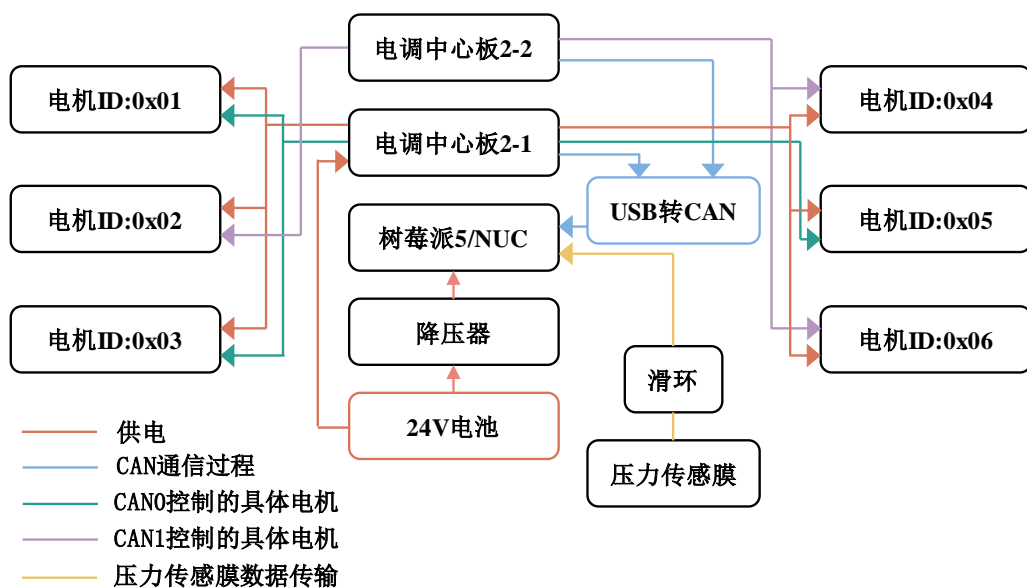 电调中心板2-2
电机ID:0x01
电机ID:0x04
电调中心板2-1
电机ID:0x02
USB转CAN
电机ID:0x05
树莓派5/NUC
电机ID:0x03
降压器
电机ID:0x06
滑环
24V电池
压力传感膜
供电
CAN通信过程
CAN0控制的具体电机
CAN1控制的具体电机
压力传感膜数据传输